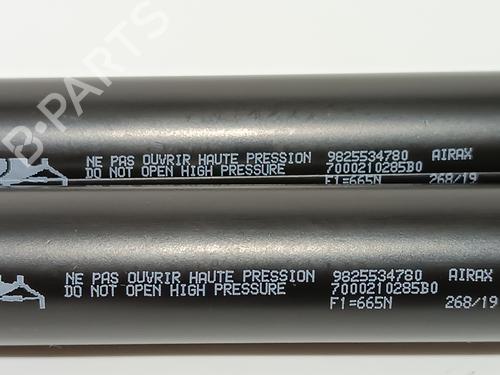 NE PAS OUVRIR HAUTE PRESSION 9825534780 AIRAX
DO NOT OPEN HIGH PRESSURE 7000210285B0
F1=665N 268/19
NE PAS OUVRIR HAUTE PRESSION 9825534780 AIRAX
DO NOT OPEN HIGH PRESSURE 7000210285B0
F1=665N 268/19
B-PARTS